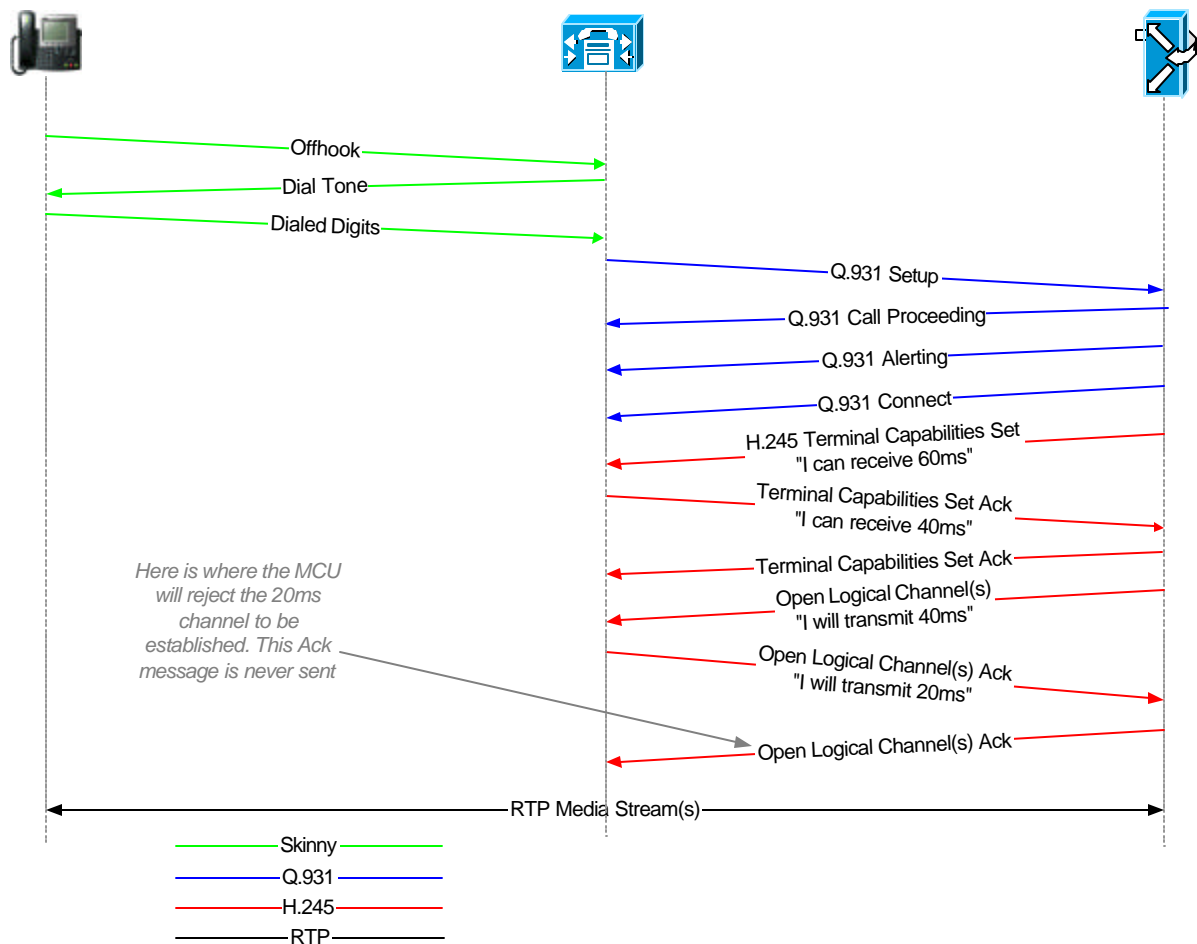 Offhook
Dial Tone
Dialed Digits
Q.931 Setup
Q.931 Call Proceeding
Q.931 Alerting
Q.931 Connect
H.245 Terminal Capabilities Set
"I can receive 60ms"
Terminal Capabilities Set Ack
"I can receive 40ms"
Terminal Capabilities Set Ack
Open Logical Channel(s)
"I will transmit 40ms"
Here is where the MCU
will reject the 20ms
channel to be
established. This Ack
message is never sent
Open Logical Channel(s) Ack
"I will transmit 20ms"
Open Logical Channel(s) Ack
RTP Media Stream(s)
Skinny
Q.931
H.245
RTP